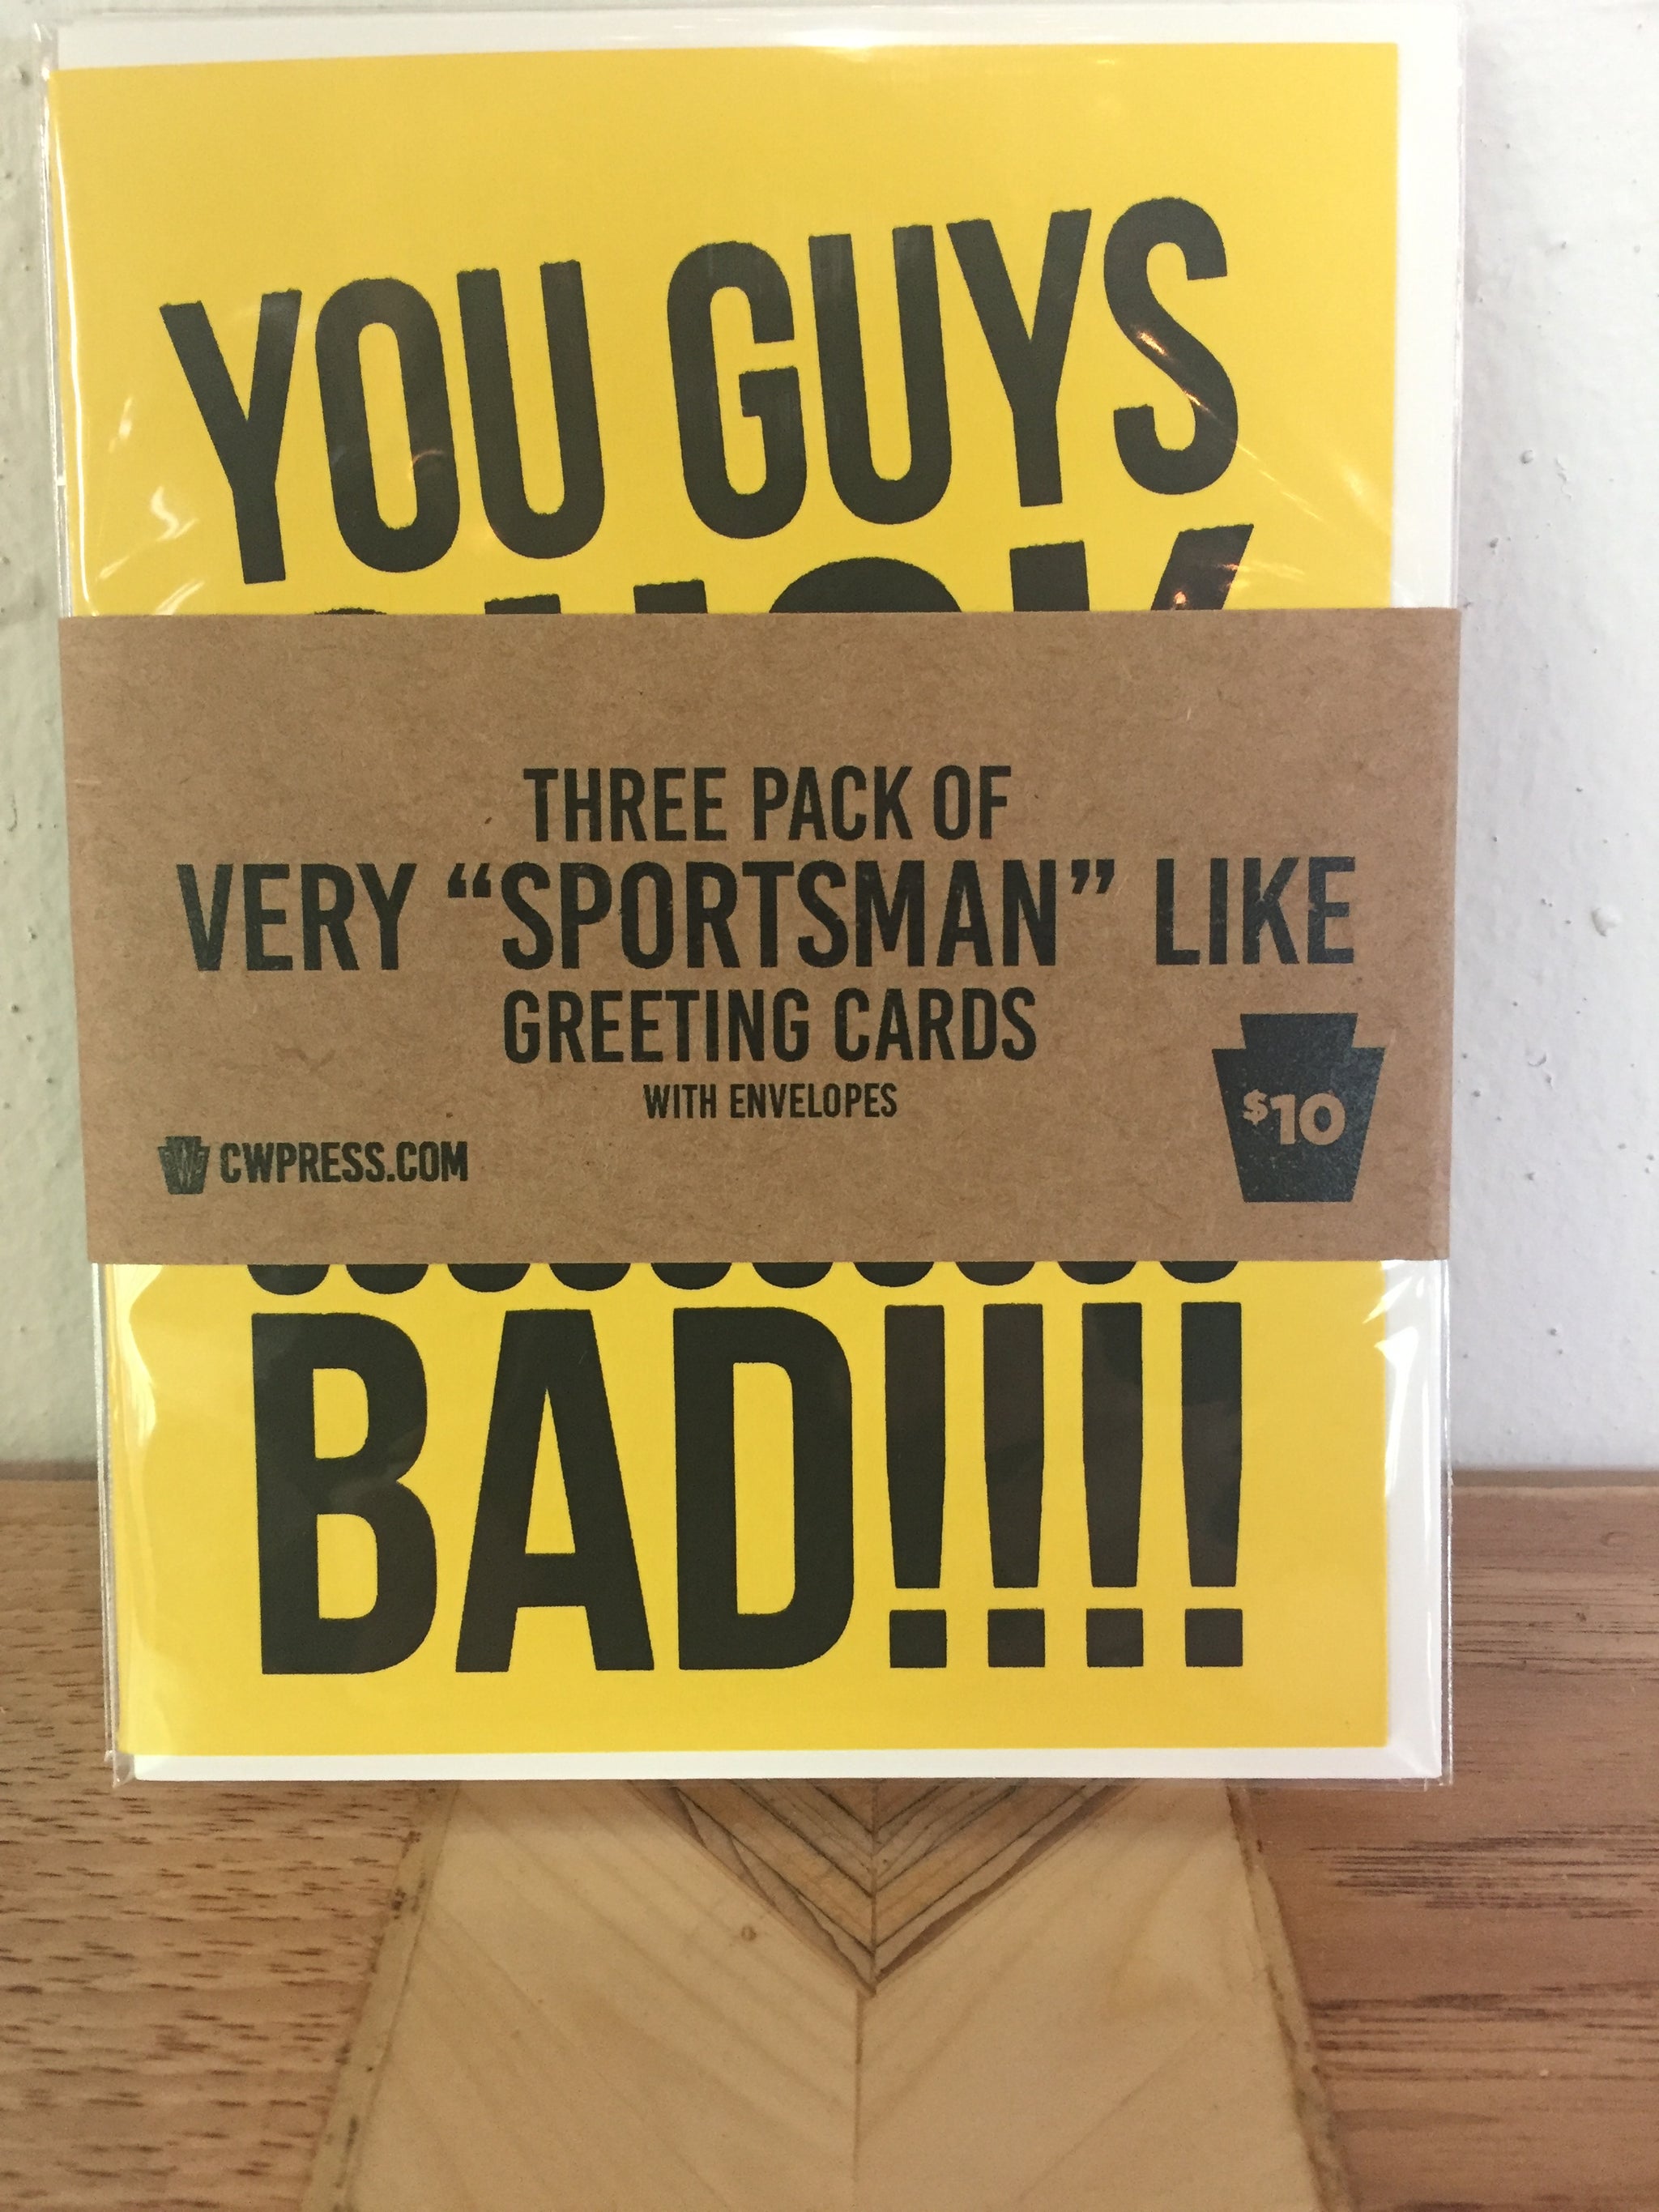 YOU GUYS
THREE PACK OF
VERY “SPORTSMAN” LIKE
GREETING CARDS
WITH ENVELOPES
$10
CWPRESS.COM
BAD!!!!